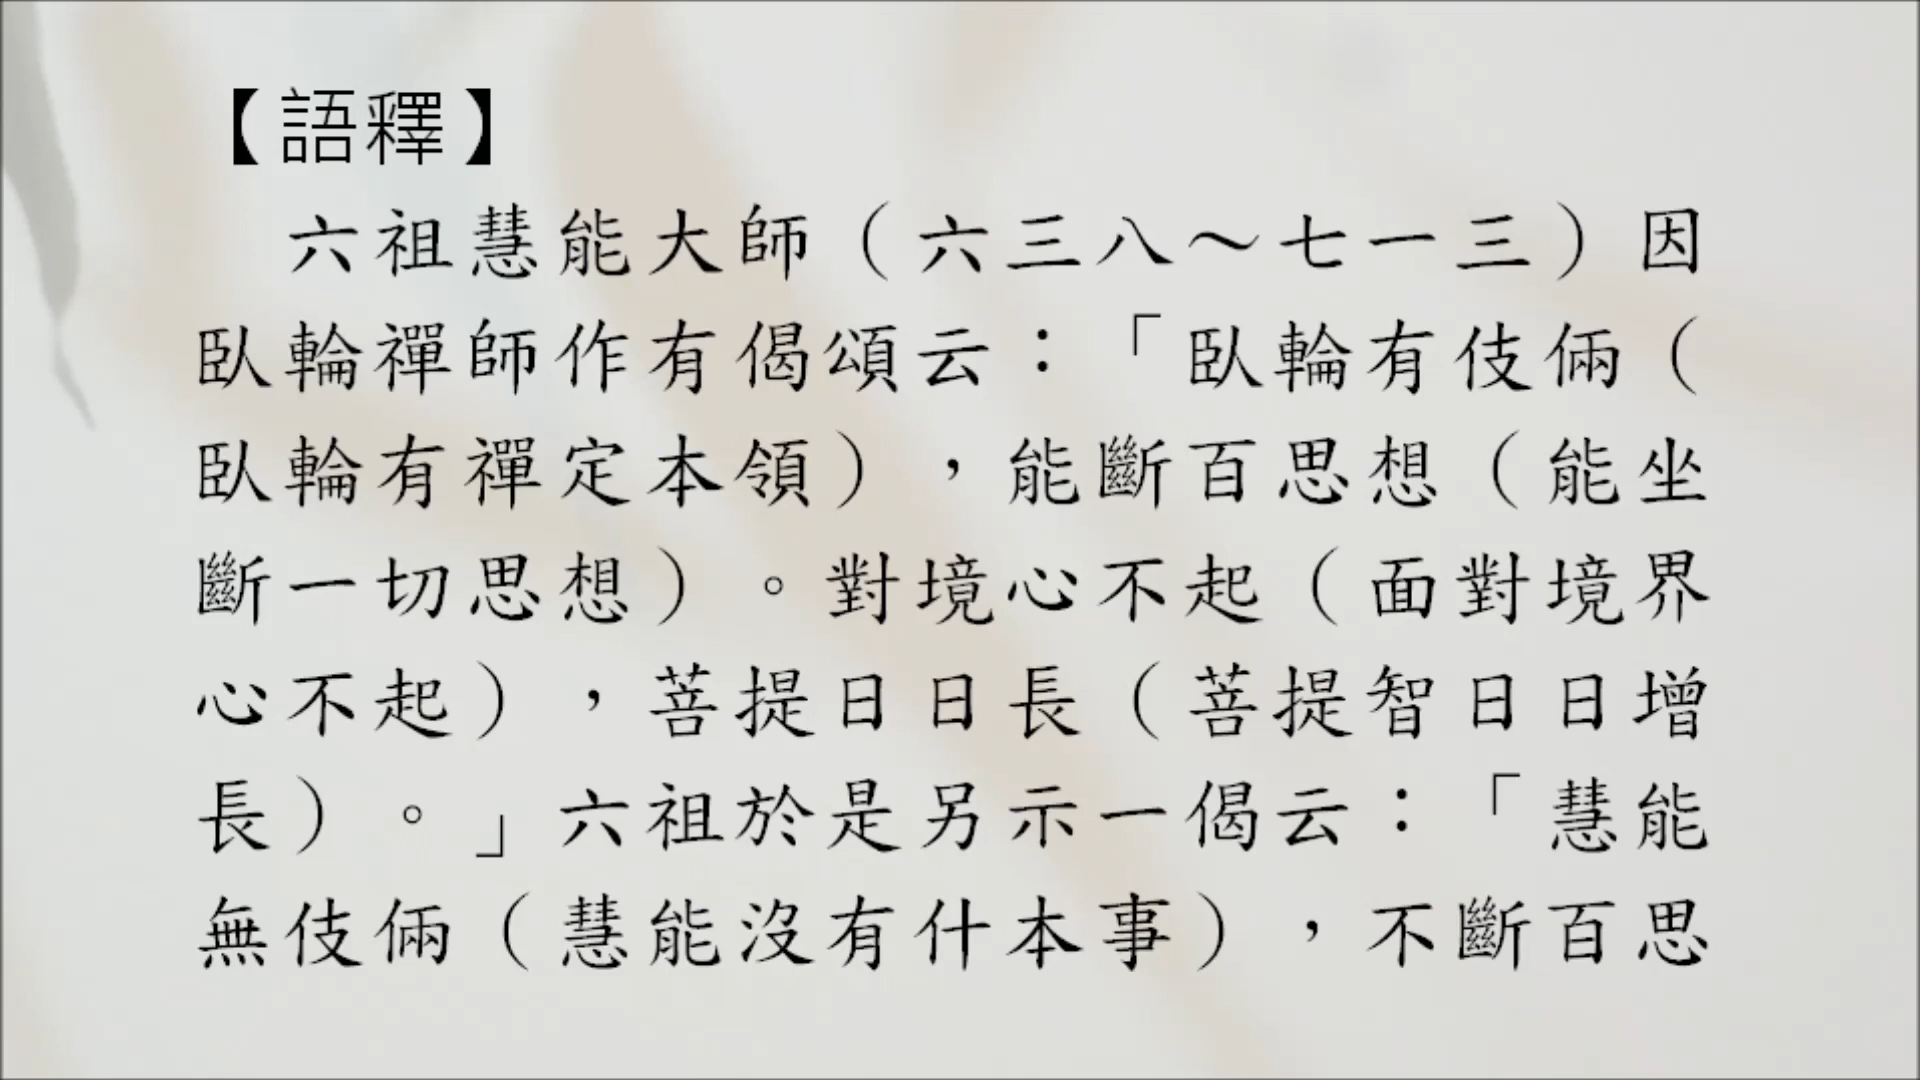 【語釋】
六祖慧能大師（六三八～七一三）因
臥輪禪師作有偈頌云：「臥輪有伎倆（
臥輪有禪定本領），能斷百思想（能坐
斷一切思想）。對境心不起（面對境界
心不起），菩提日日長（菩提智日日增
長）。」六祖於是另示一偈云：「慧能
無伎倆（慧能沒有什本事），不斷百思